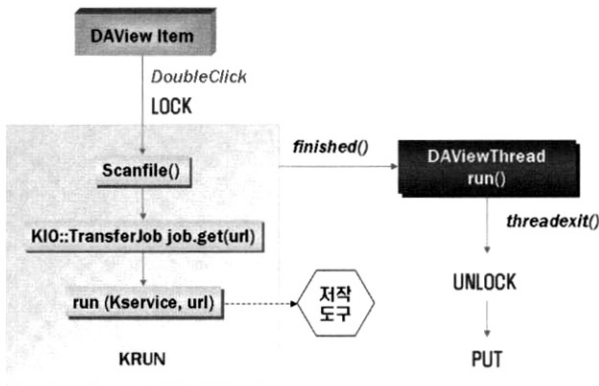 DAView Item
DoubleClick
LOCK
Scanfile()
KIO::TransferJob job.get(url)
run (Kservice, url)
KRUN
저작
도구
finished()
DAViewThread
run()
threadexit()
UNLOCK
PUT